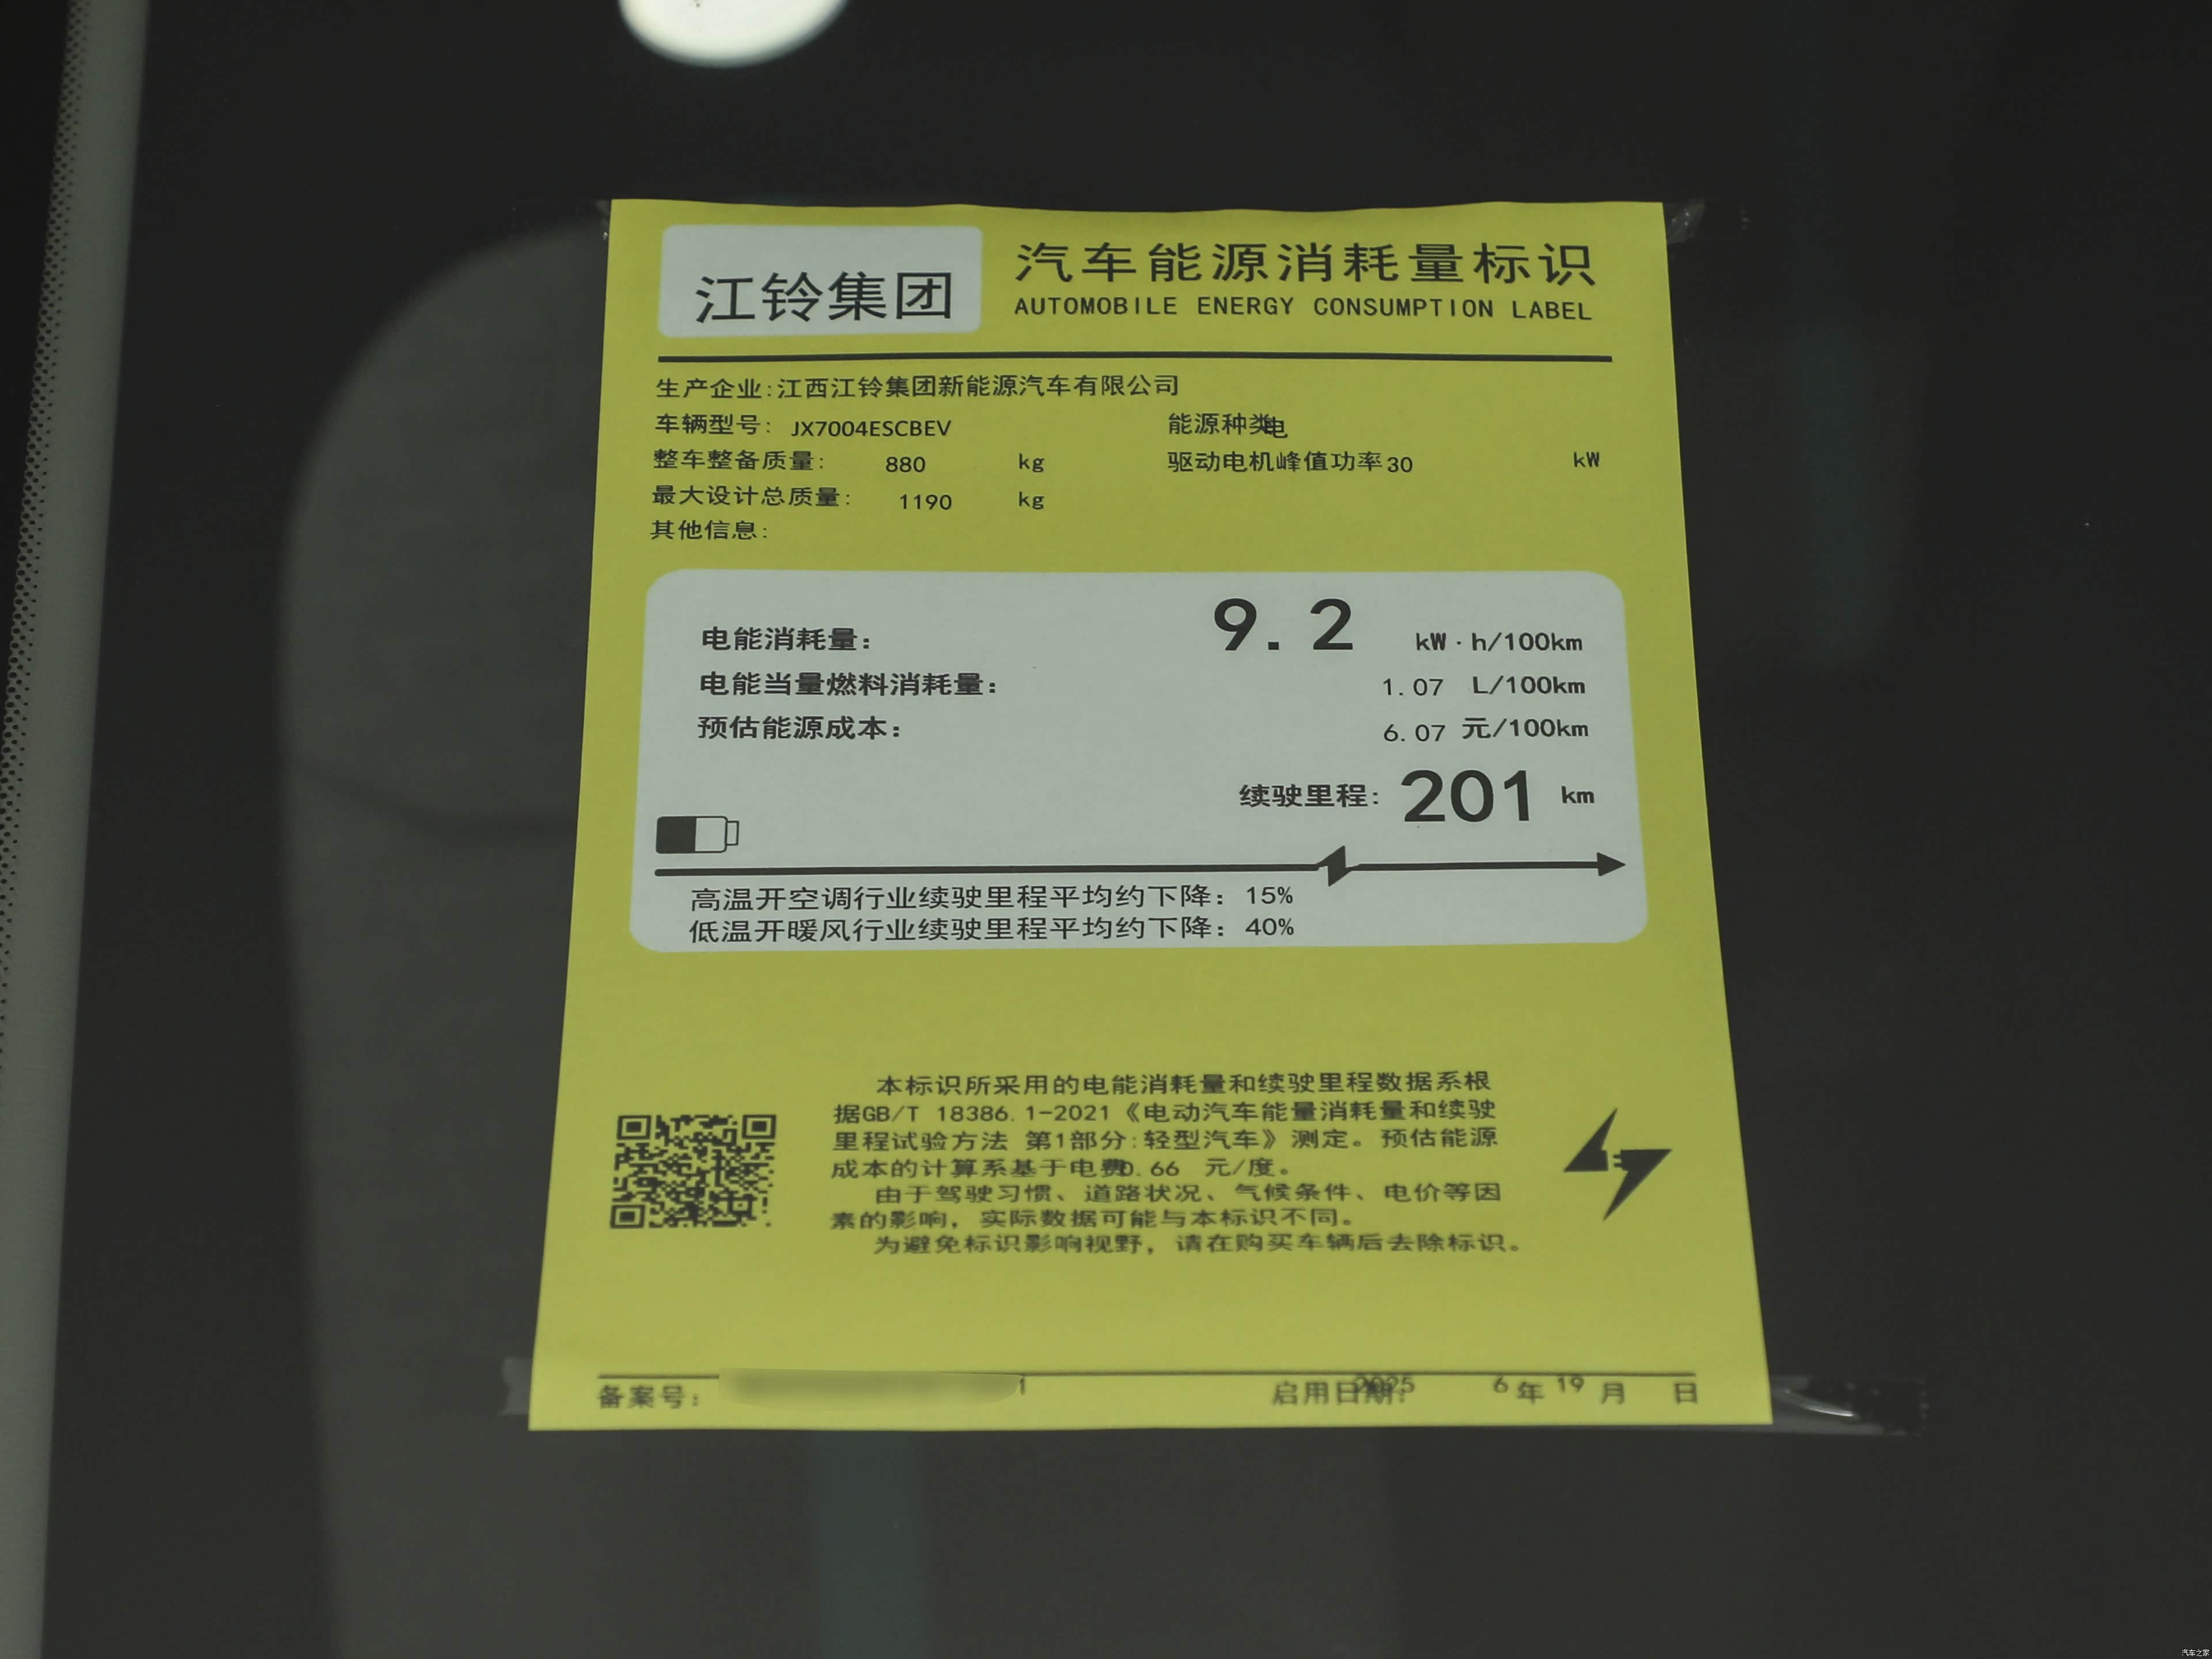 江铃集团
汽车能源消耗量标识
AUTOMOBILE ENERGY CONSUMPTION LABEL
生产企业:江西江铃集团新能源汽车有限公司
车辆型号: JX7004ESCBEV 能源种类电
整车整备质量: 880 kg 驱动电机峰值功率30 kW
最大设计总质量: 1190 kg
其他信息:
电能消耗量: 9.2 kW·h/100km
电能当量燃料消耗量: 1.07 L/100km
预估能源成本: 6.07 元/100km
续驶里程: 201 km
高温开空调行业续驶里程平均约下降: 15%
低温开暖风行业续驶里程平均约下降: 40%
本标识所采用的电能消耗量和续驶里程数据系根
据GB/T 18386.1-2021《电动汽车能量消耗量和续驶
里程试验方法 第1部分:轻型汽车》测定。预估能源
成本的计算系基于电费0.66 元/度。
由于驾驶习惯、道路状况、气候条件、电价等因
素的影响，实际数据可能与本标识不同。
为避免标识影响视野，请在购买车辆后去除标识。
备案号: 1 启用日期: 2025 6 年 19 月 日
汽车之家